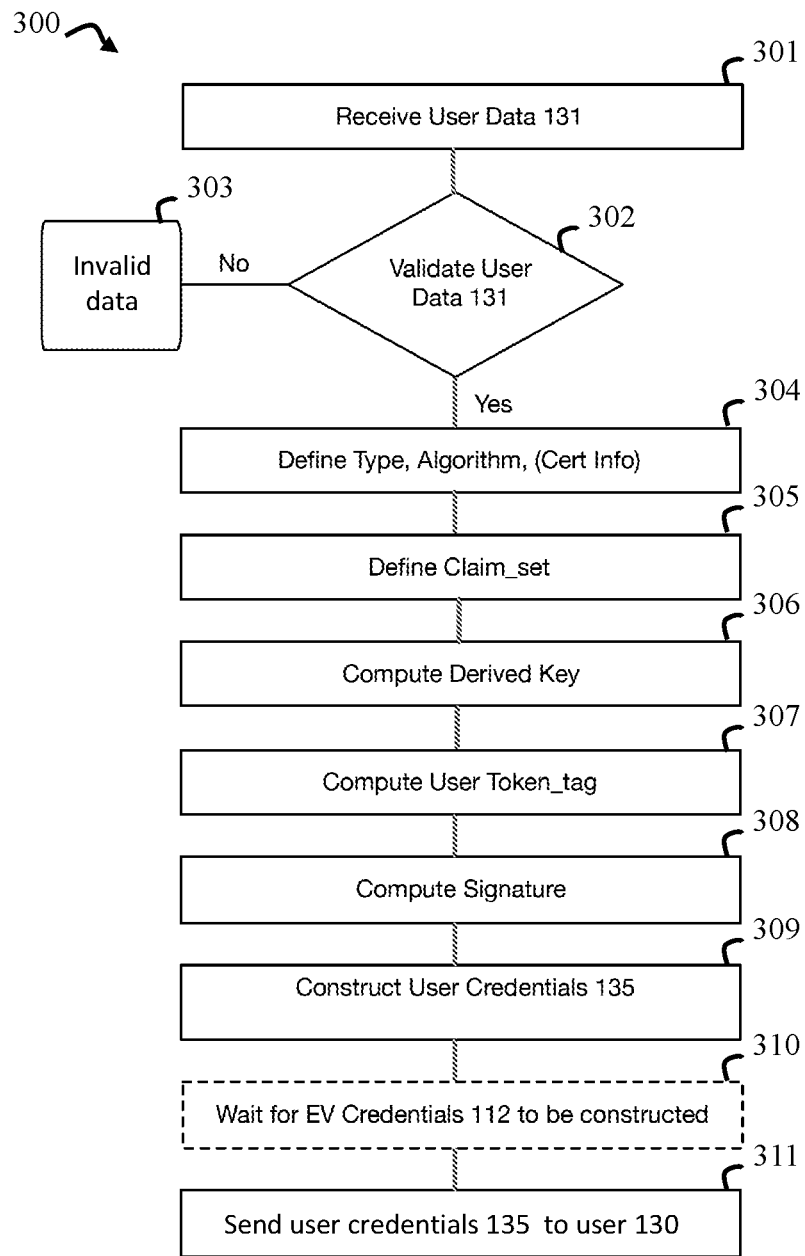 300
301
Receive User Data 131
303
302
Invalid
data
No
Validate User
Data 131
Yes
304
Define Type, Algorithm, (Cert Info)
305
Define Claim_set
306
Compute Derived Key
307
Compute User Token_tag
308
Compute Signature
309
Construct User Credentials 135
310
Wait for EV Credentials 112 to be constructed
311
Send user credentials 135 to user 130